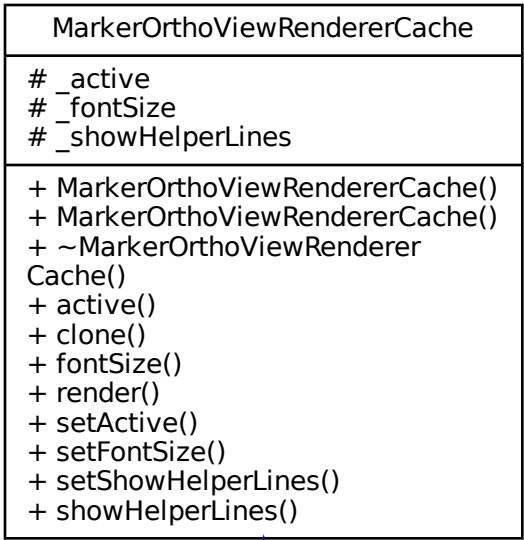 MarkerOrthoViewRendererCache
# _active
# _fontSize
# _showHelperLines
+ MarkerOrthoViewRendererCache()
+ MarkerOrthoViewRendererCache()
+ ~MarkerOrthoViewRenderer
Cache()
+ active()
+ clone()
+ fontSize()
+ render()
+ setActive()
+ setFontSize()
+ setShowHelperLines()
+ showHelperLines()